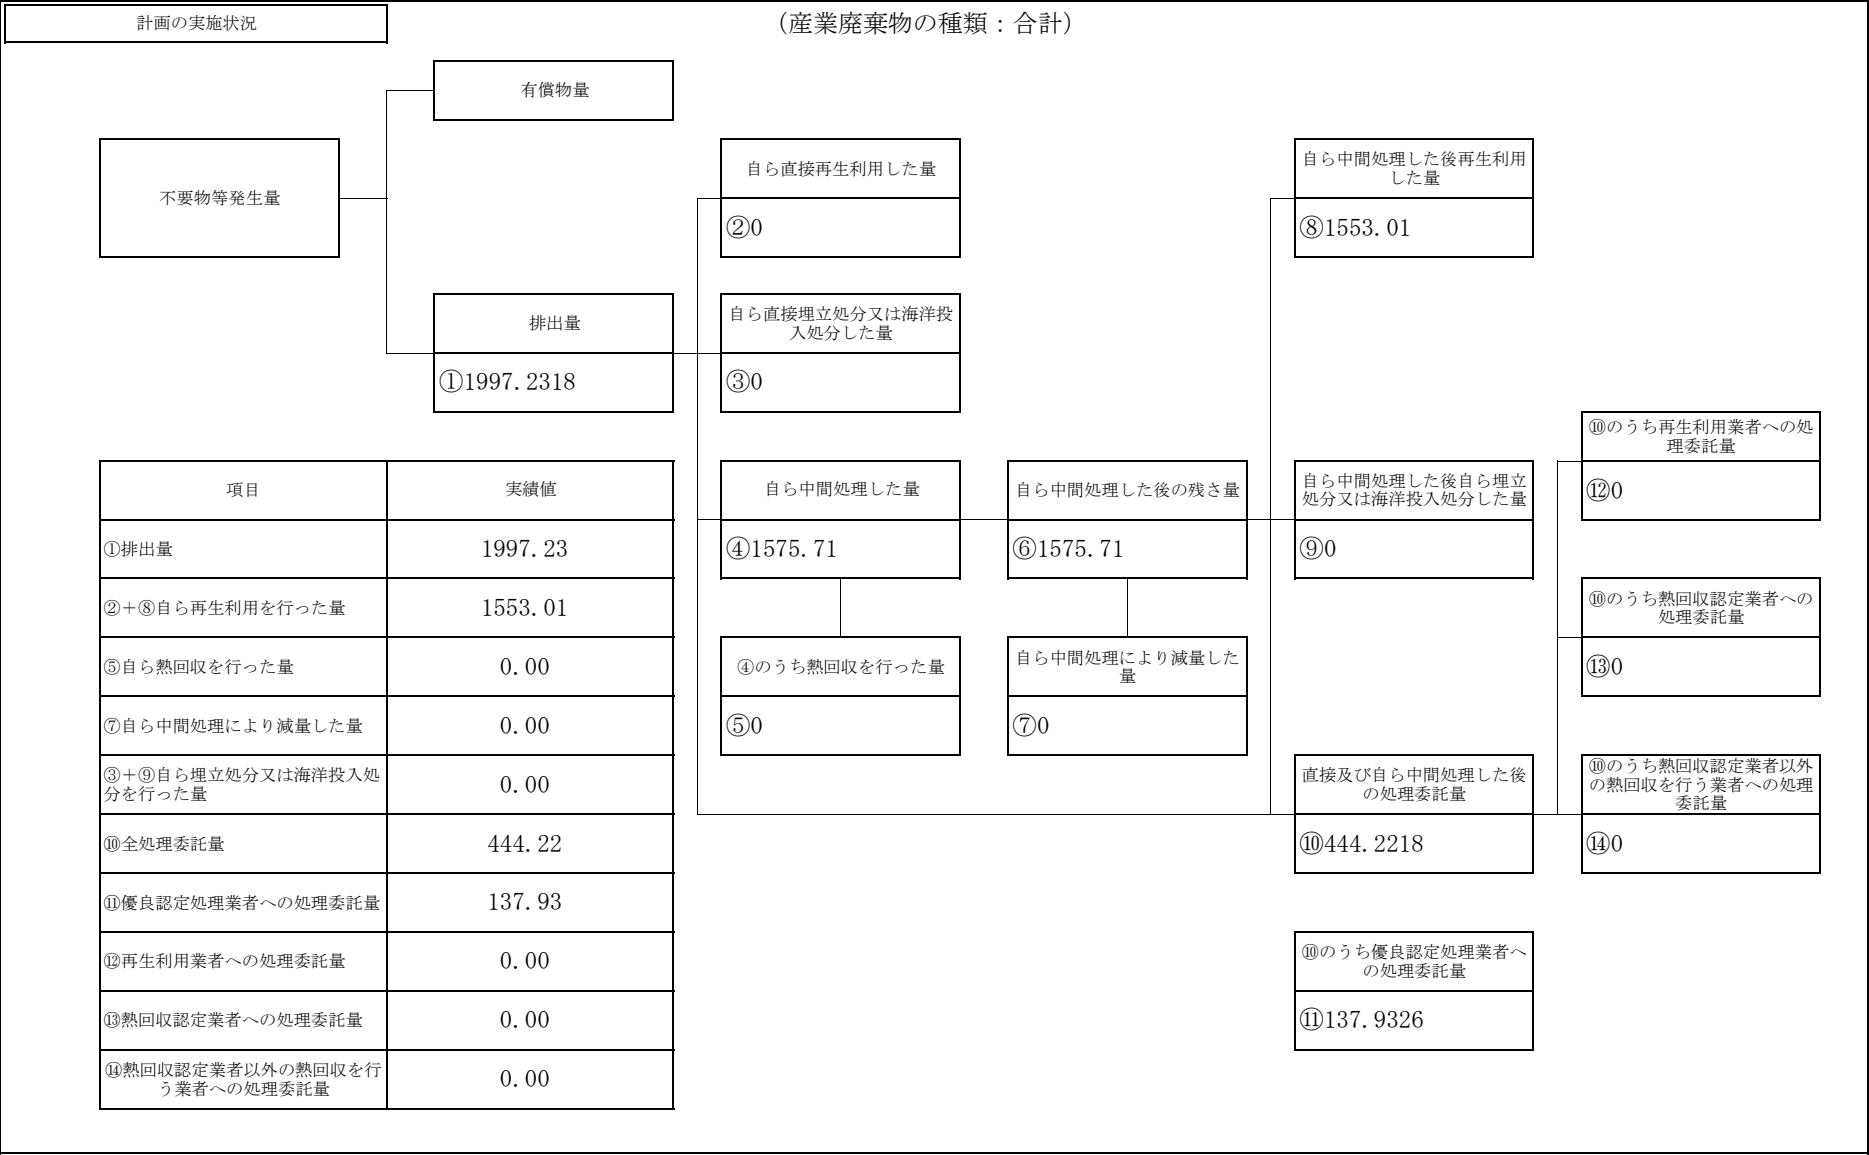 計画の実施状況
（産業廃棄物の種類：合計）
有償物量
不要物等発生量
自ら直接再生利用した量
②0
自ら中間処理した後再生利用
した量
⑧1553.01
排出量
①1997.2318
自ら直接埋立処分又は海洋投
入処分した量
③0
⑩のうち再生利用業者への処
理委託量
⑫0
自ら中間処理した量
④1575.71
自ら中間処理した後の残さ量
⑥1575.71
自ら中間処理した後自ら埋立
処分又は海洋投入処分した量
⑨0
⑩のうち熱回収認定業者への
処理委託量
⑬0
④のうち熱回収を行った量
⑤0
自ら中間処理により減量した
量
⑦0
直接及び自ら中間処理した後
の処理委託量
⑩444.2218
⑩のうち熱回収認定業者以外
の熱回収を行う業者への処理
委託量
⑭0
⑩のうち優良認定処理業者へ
の処理委託量
⑪137.9326
項目 実績値
①排出量 1997.23
②＋⑧自ら再生利用を行った量 1553.01
⑤自ら熱回収を行った量 0.00
⑦自ら中間処理により減量した量 0.00
③＋⑨自ら埋立処分又は海洋投入処
分を行った量 0.00
⑩全処理委託量 444.22
⑪優良認定処理業者への処理委託量 137.93
⑫再生利用業者への処理委託量 0.00
⑬熱回収認定業者への処理委託量 0.00
⑭熱回収認定業者以外の熱回収を行
う業者への処理委託量 0.00